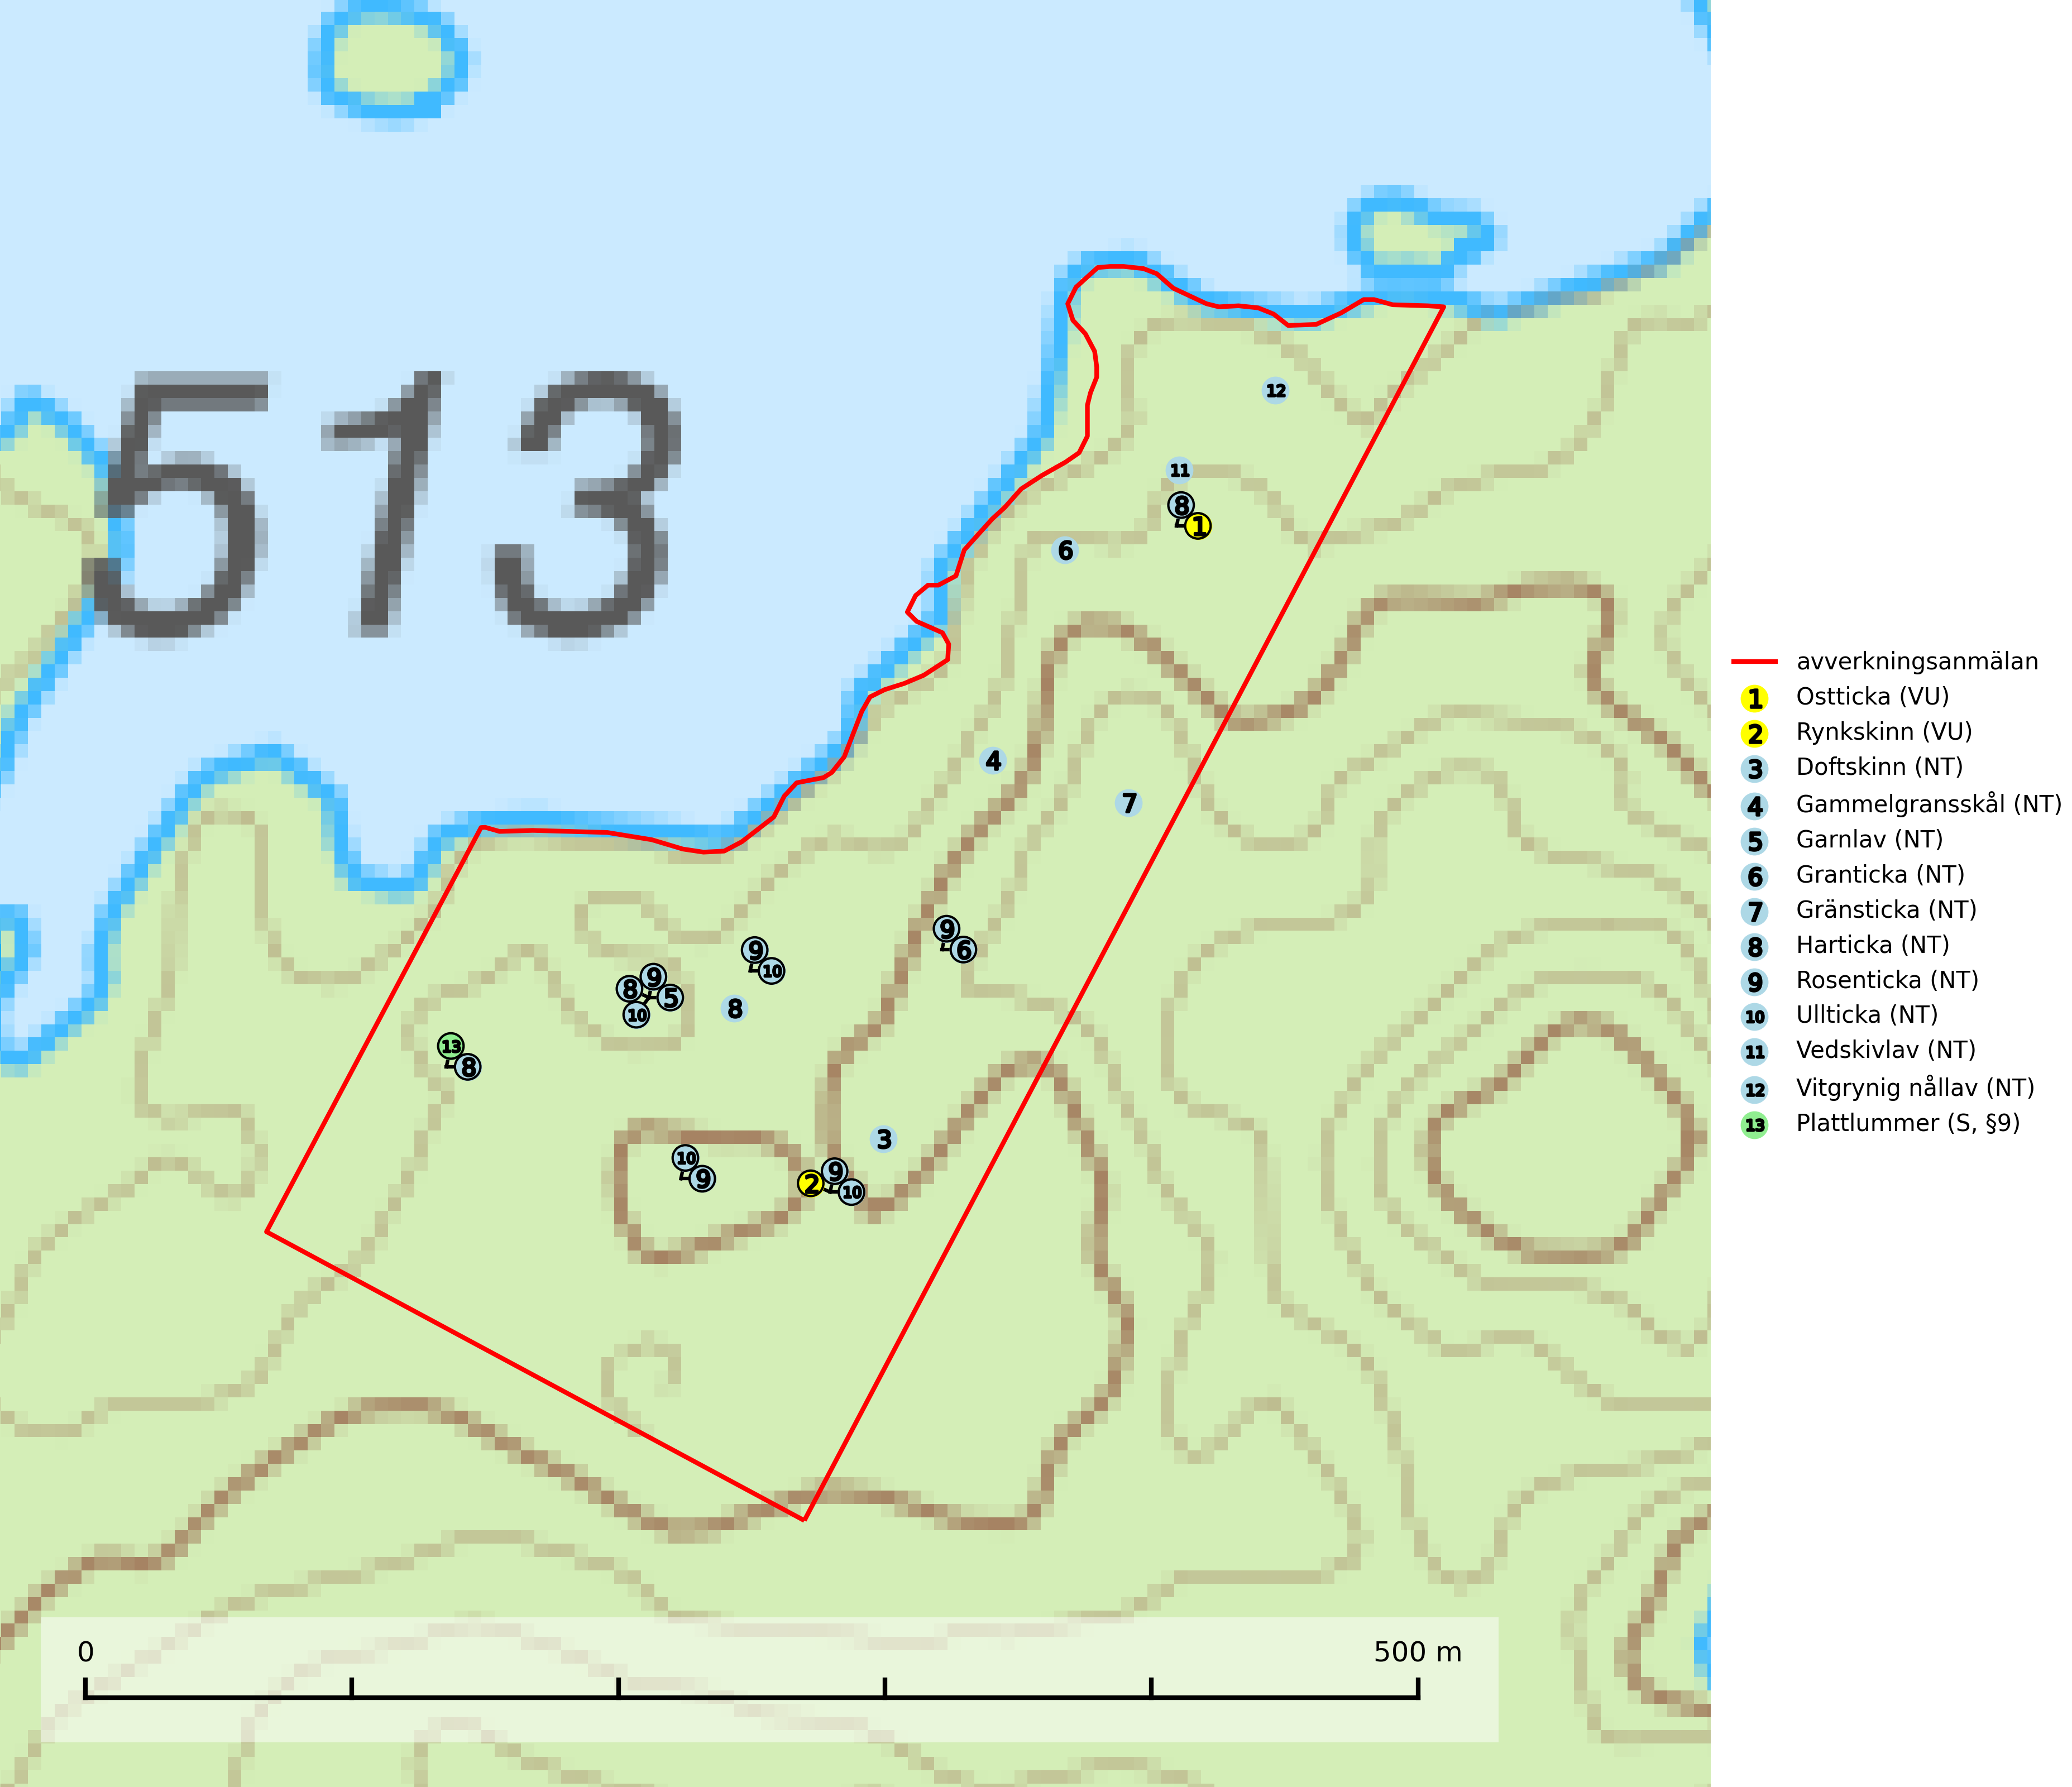 513
12
11
8
1
6
4
7
9
6
9
10
9
8
5
10
8
13
8
3
10
9
2
9
10
0
500 m
avverkningsanmälan
1 Ostticka (VU)
2 Rynkskinn (VU)
3 Doftskinn (NT)
4 Gammelgransskål (NT)
5 Garnlav (NT)
6 Granticka (NT)
7 Gränsticka (NT)
8 Harticka (NT)
9 Rosenticka (NT)
10 Ullticka (NT)
11 Vedskivlav (NT)
12 Vitgrynig nållav (NT)
13 Plattlummer (S, §9)